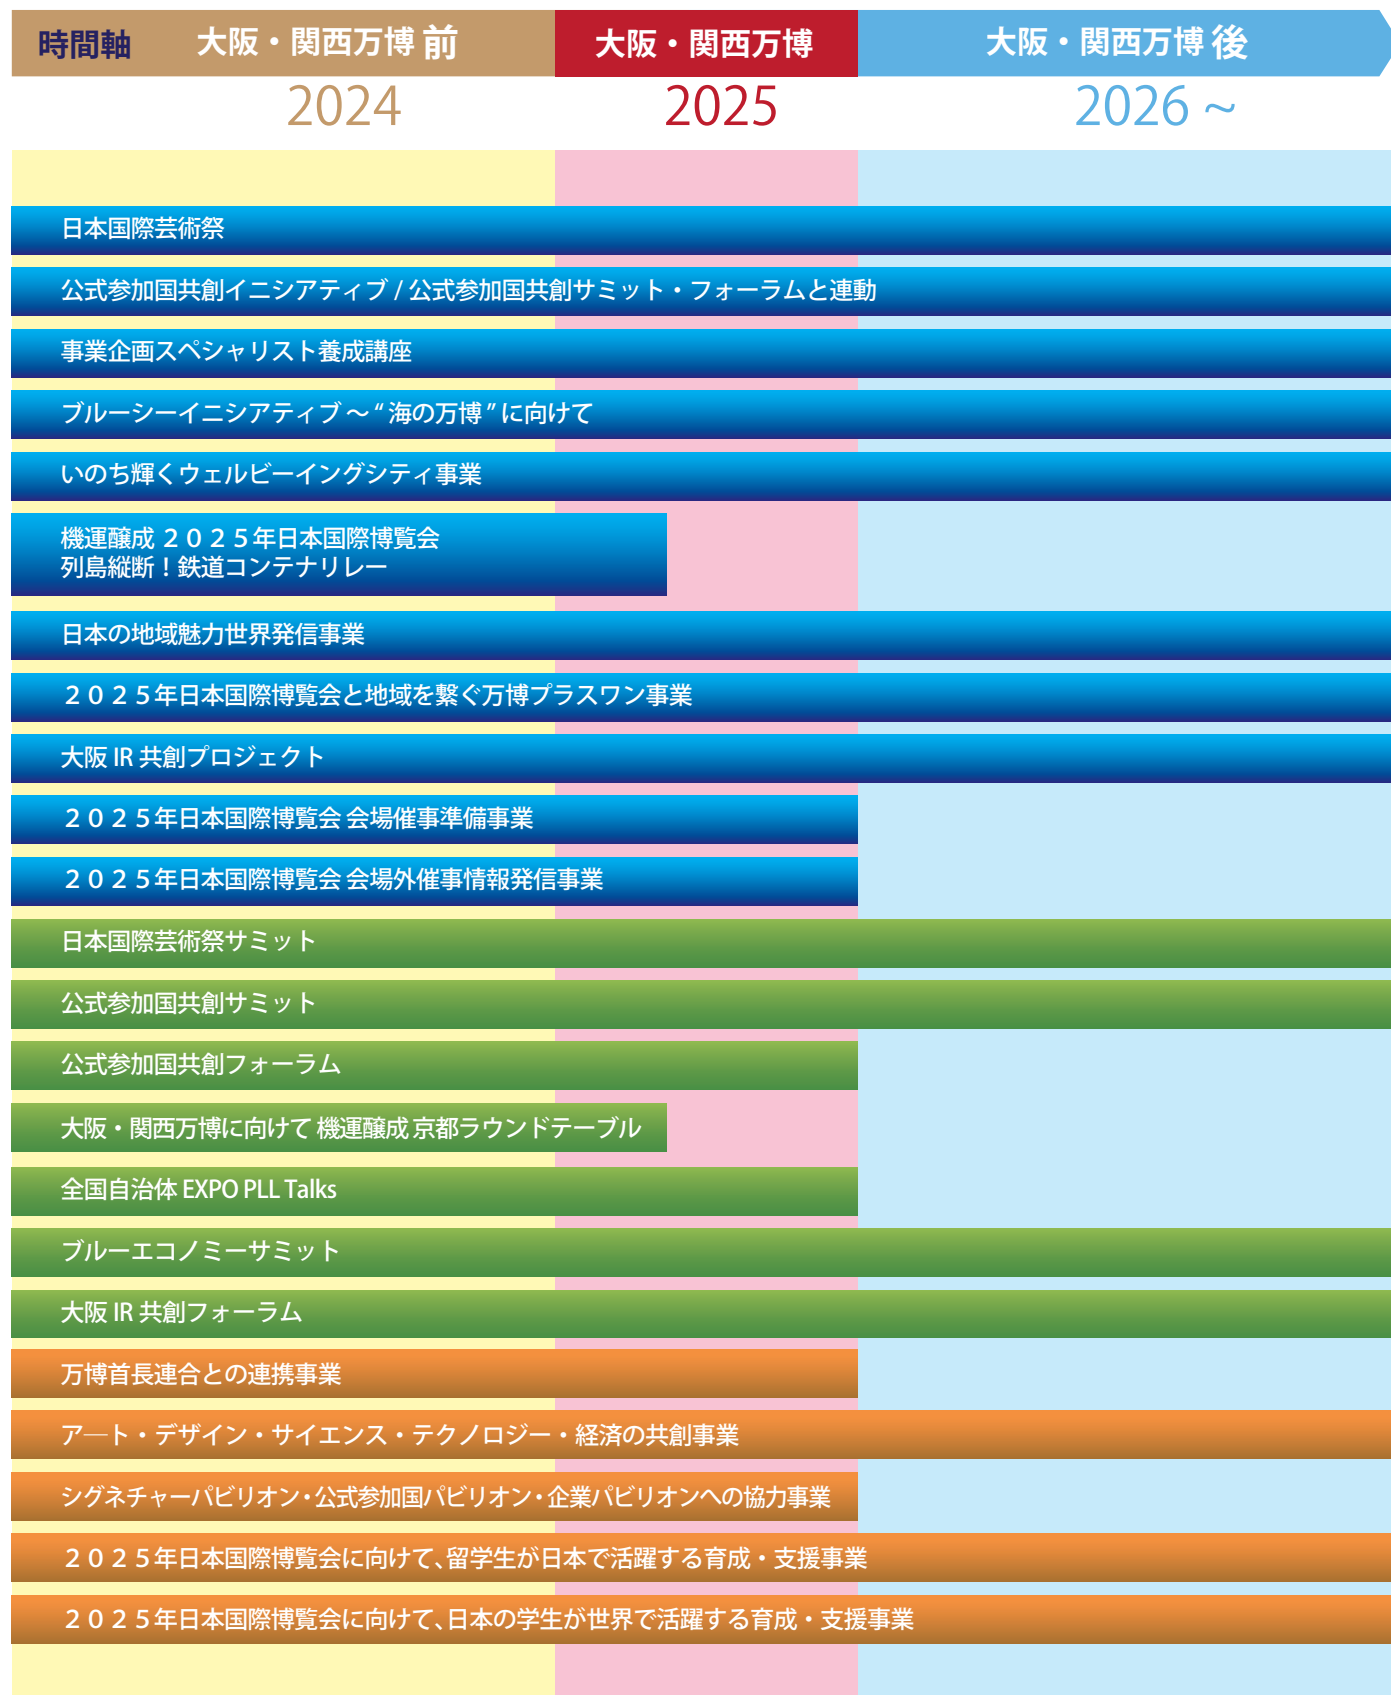 時間軸 大阪・関西万博 前 大阪・関西万博 大阪・関西万博 後
2024 2025 2026 ~
日本国際芸術祭
公式参加国共創イニシアティブ / 公式参加国共創サミット・フォーラムと連動
事業企画スペシャリスト養成講座
ブルーシーイニシアティブ ～ “ 海の万博 ” に向けて
いのち輝くウェルビーイングシティ事業
機運醸成 ２０２５年日本国際博覧会
列島縦断！鉄道コンテナリレー
日本の地域魅力世界発信事業
２０２５年日本国際博覧会と地域を繋ぐ万博プラスワン事業
大阪 IR 共創プロジェクト
２０２５年日本国際博覧会 会場催事準備事業
２０２５年日本国際博覧会 会場外催事情報発信事業
日本国際芸術祭サミット
公式参加国共創サミット
公式参加国共創フォーラム
大阪・関西万博に向けて 機運醸成 京都ラウンドテーブル
全国自治体 EXPO PLL Talks
ブルーエコノミーサミット
大阪 IR 共創フォーラム
万博首長連合との連携事業
ア―ト・デザイン・サイエンス・テクノロジー・経済の共創事業
シグネチャーパビリオン・公式参加国パビリオン・企業パビリオンへの協力事業
２０２５年日本国際博覧会に向けて、留学生が日本で活躍する育成・支援事業
２０２５年日本国際博覧会に向けて、日本の学生が世界で活躍する育成・支援事業